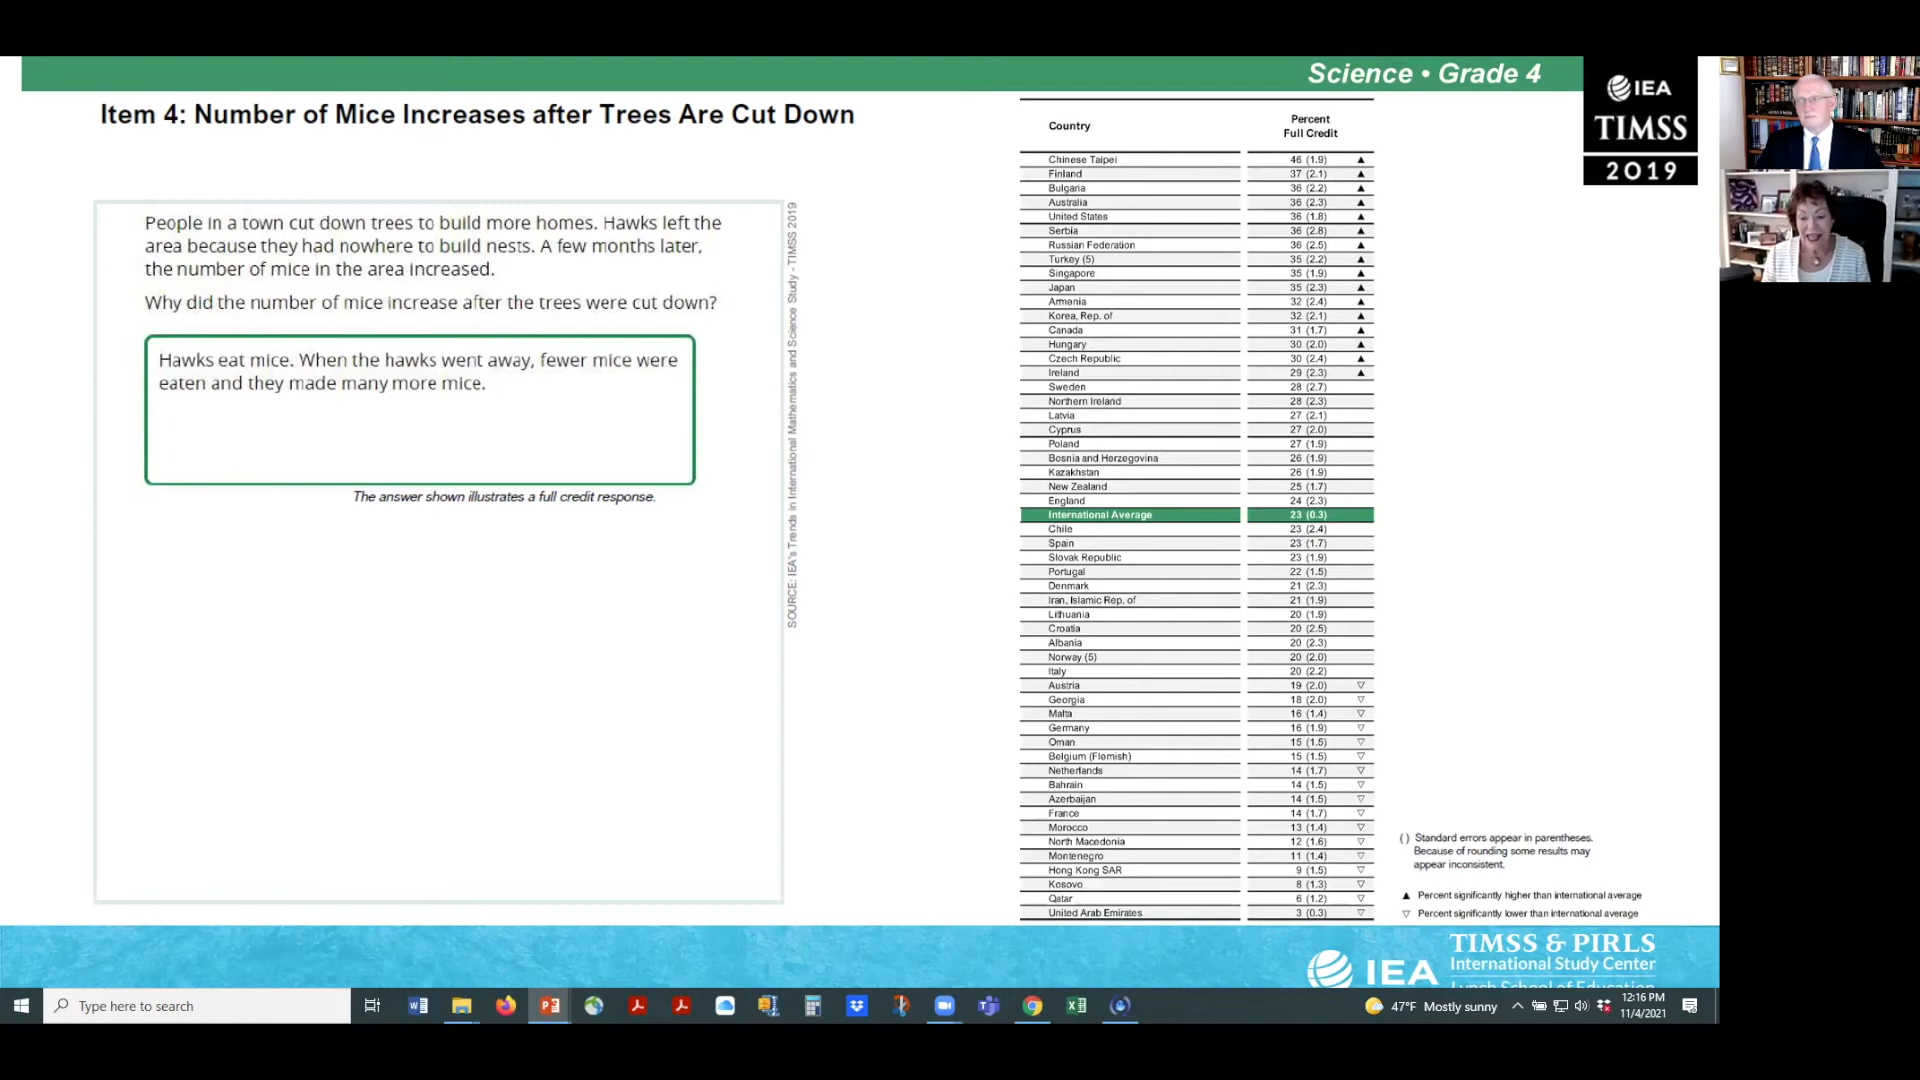 Science • Grade 4
IEA
TIMSS
2019
Item 4: Number of Mice Increases after Trees Are Cut Down
People in a town cut down trees to build more homes. Hawks left the
area because they had nowhere to build nests. A few months later,
the number of mice in the area increased.
Why did the number of mice increase after the trees were cut down?
Hawks eat mice. When the hawks went away, fewer mice were
eaten and they made many more mice.
The answer shown illustrates a full credit response.
SOURCE: IEA's Trends in International Mathematics and Science Study - TIMSS 2019
Country Percent
Full Credit
Chinese Taipei 46 (1.9) ▲
Finland 37 (2.1) ▲
Bulgaria 36 (2.2) ▲
Australia 36 (2.3) ▲
United States 36 (1.8) ▲
Serbia 36 (2.8) ▲
Russian Federation 36 (2.5) ▲
Turkey (5) 35 (2.2) ▲
Singapore 35 (1.9) ▲
Japan 35 (2.3) ▲
Armenia 32 (2.4) ▲
Korea, Rep. of 32 (2.1) ▲
Canada 31 (1.7) ▲
Hungary 30 (2.0) ▲
Czech Republic 30 (2.4) ▲
Ireland 29 (2.3) ▲
Sweden 28 (2.7)
Northern Ireland 28 (2.3)
Latvia 27 (2.1)
Cyprus 27 (2.0)
Poland 27 (1.9)
Bosnia and Herzegovina 26 (1.9)
Kazakhstan 26 (1.9)
New Zealand 25 (1.7)
England 24 (2.3)
International Average 23 (0.3)
Chile 23 (2.4)
Spain 23 (1.7)
Slovak Republic 23 (1.9)
Portugal 22 (1.5)
Denmark 21 (2.3)
Iran, Islamic Rep. of 21 (1.9)
Lithuania 20 (1.9)
Croatia 20 (2.5)
Albania 20 (2.3)
Norway (5) 20 (2.0)
Italy 20 (2.2)
Austria 19 (2.0) ▽
Georgia 18 (2.0) ▽
Malta 16 (1.4) ▽
Germany 16 (1.9) ▽
Oman 15 (1.5) ▽
Belgium (Flemish) 15 (1.5) ▽
Netherlands 14 (1.7) ▽
Bahrain 14 (1.5) ▽
Azerbaijan 14 (1.5) ▽
France 14 (1.7) ▽
Morocco 13 (1.4) ▽
North Macedonia 12 (1.6) ▽
Montenegro 11 (1.4) ▽
Hong Kong SAR 9 (1.5) ▽
Kosovo 8 (1.3) ▽
Qatar 6 (1.2) ▽
United Arab Emirates 3 (0.3) ▽
( ) Standard errors appear in parentheses.
Because of rounding some results may
appear inconsistent.
▲ Percent significantly higher than international average
▽ Percent significantly lower than international average
IEA
TIMSS & PIRLS
International Study Center
Lynch School of Education
Type here to search
47°F Mostly sunny
12:16 PM
11/4/2021